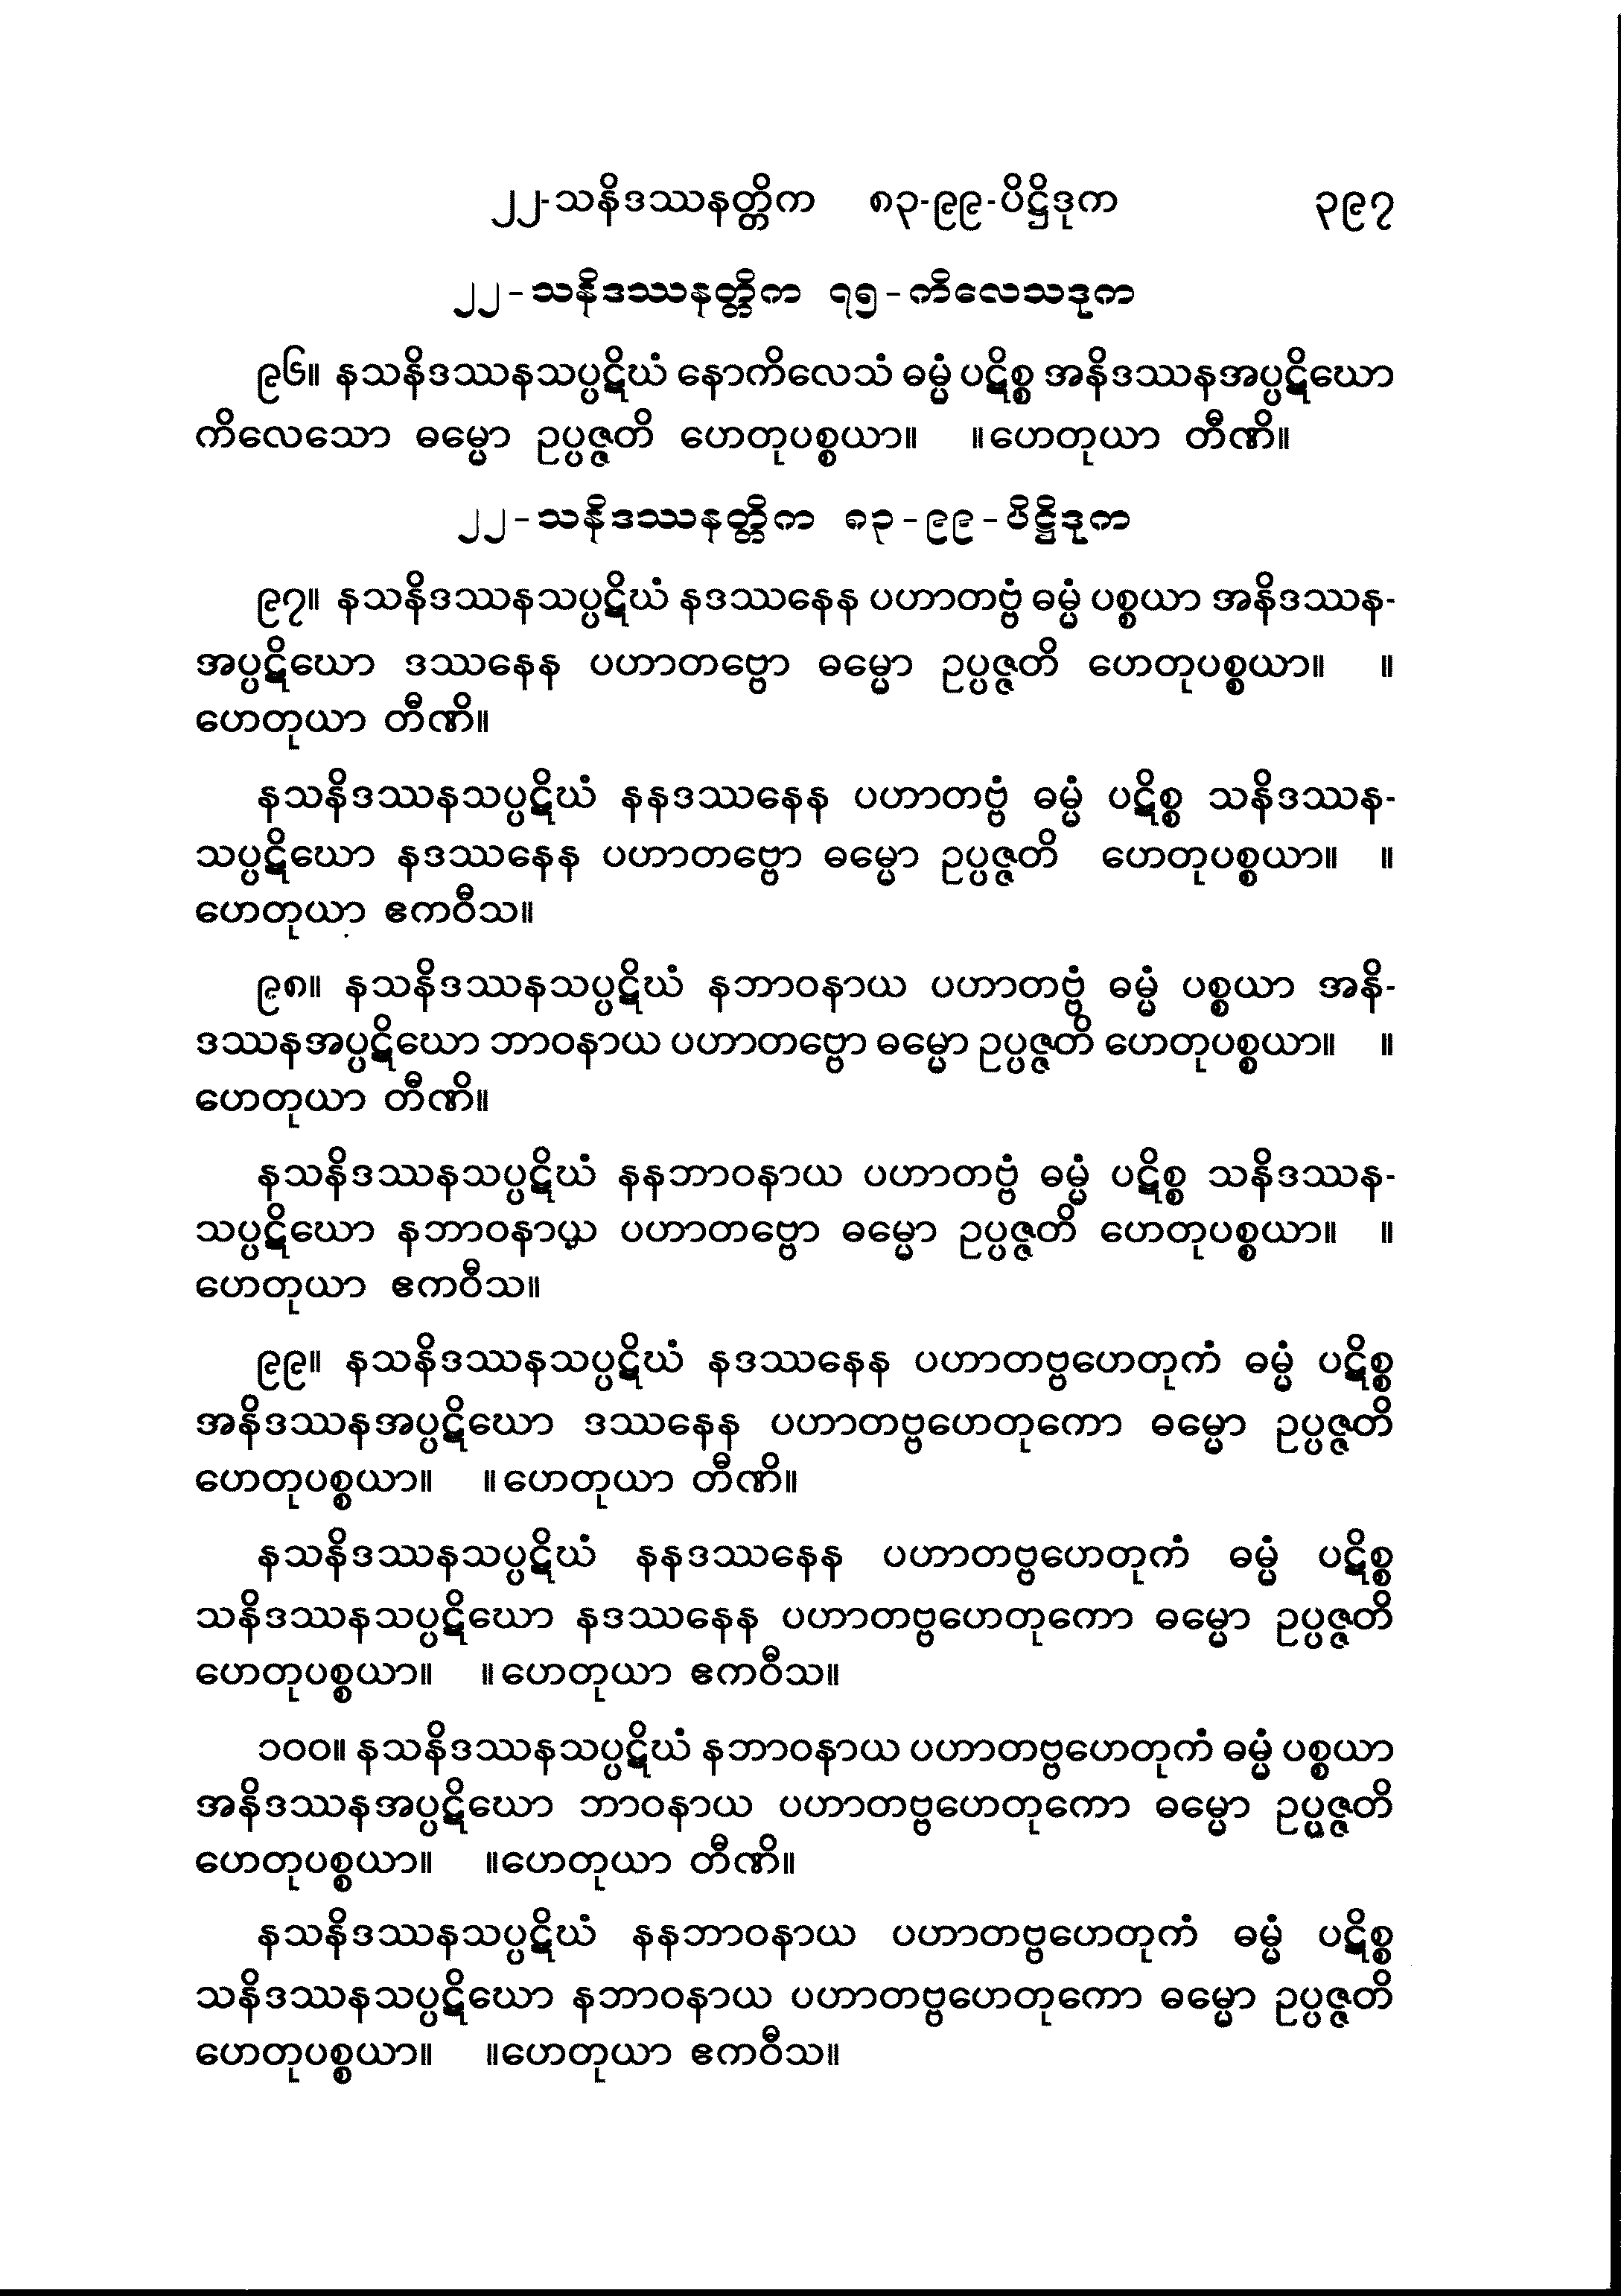 ၂၂-သနိဒဿနတ္တိက ၈၃-၉၉-ပိဋ္ဌိဒုက ၃၉၇
၂၂-သနိဒဿနတ္တိက ၇၅-ကိလေသဒုက
၉၆။ နသနိဒဿနသပ္ပဋိဃံ နောကိလေသံ ဓမ္မံ ပဋိစ္စ အနိဒဿနအပ္ပဋိဃော
ကိလေသော ဓမ္မော ဥပ္ပဇ္ဇတိ ဟေတုပစ္စယာ။ ။ဟေတုယာ တီဏိ။
၂၂-သနိဒဿနတ္တိက ၈၃-၉၉-ပိဋ္ဌိဒုက
၉၇။ နသနိဒဿနသပ္ပဋိဃံ နဒဿနေန ပဟာတဗ္ဗံ ဓမ္မံ ပစ္စယာ အနိဒဿန-
အပ္ပဋိဃော ဒဿနေန ပဟာတဗ္ဗော ဓမ္မော ဥပ္ပဇ္ဇတိ ဟေတုပစ္စယာ။ ။
ဟေတုယာ တီဏိ။
နသနိဒဿနသပ္ပဋိဃံ နနဒဿနေန ပဟာတဗ္ဗံ ဓမ္မံ ပဋိစ္စ သနိဒဿန-
သပ္ပဋိဃော နဒဿနေန ပဟာတဗ္ဗော ဓမ္မော ဥပ္ပဇ္ဇတိ ဟေတုပစ္စယာ။ ။
ဟေတုယာ ဧကဝီသ။
၉၈။ နသနိဒဿနသပ္ပဋိဃံ နဘာဝနာယ ပဟာတဗ္ဗံ ဓမ္မံ ပစ္စယာ အနိ-
ဒဿနအပ္ပဋိဃော ဘာဝနာယ ပဟာတဗ္ဗော ဓမ္မော ဥပ္ပဇ္ဇတိ ဟေတုပစ္စယာ။ ။
ဟေတုယာ တီဏိ။
နသနိဒဿနသပ္ပဋိဃံ နနဘာဝနာယ ပဟာတဗ္ဗံ ဓမ္မံ ပဋိစ္စ သနိဒဿန-
သပ္ပဋိဃော နဘာဝနာယ ပဟာတဗ္ဗော ဓမ္မော ဥပ္ပဇ္ဇတိ ဟေတုပစ္စယာ။ ။
ဟေတုယာ ဧကဝီသ။
၉၉။ နသနိဒဿနသပ္ပဋိဃံ နဒဿနေန ပဟာတဗ္ဗဟေတုကံ ဓမ္မံ ပဋိစ္စ
အနိဒဿနအပ္ပဋိဃော ဒဿနေန ပဟာတဗ္ဗဟေတုကော ဓမ္မော ဥပ္ပဇ္ဇတိ
ဟေတုပစ္စယာ။ ။ဟေတုယာ တီဏိ။
နသနိဒဿနသပ္ပဋိဃံ နနဒဿနေန ပဟာတဗ္ဗဟေတုကံ ဓမ္မံ ပဋိစ္စ
သနိဒဿနသပ္ပဋိဃော နဒဿနေန ပဟာတဗ္ဗဟေတုကော ဓမ္မော ဥပ္ပဇ္ဇတိ
ဟေတုပစ္စယာ။ ။ဟေတုယာ ဧကဝီသ။
၁၀၀။ နသနိဒဿနသပ္ပဋိဃံ နဘာဝနာယ ပဟာတဗ္ဗဟေတုကံ ဓမ္မံ ပစ္စယာ
အနိဒဿနအပ္ပဋိဃော ဘာဝနာယ ပဟာတဗ္ဗဟေတုကော ဓမ္မော ဥပ္ပဇ္ဇတိ
ဟေတုပစ္စယာ။ ။ဟေတုယာ တီဏိ။
နသနိဒဿနသပ္ပဋိဃံ နနဘာဝနာယ ပဟာတဗ္ဗဟေတုကံ ဓမ္မံ ပဋိစ္စ
သနိဒဿနသပ္ပဋိဃော နဘာဝနာယ ပဟာတဗ္ဗဟေတုကော ဓမ္မော ဥပ္ပဇ္ဇတိ
ဟေတုပစ္စယာ။ ။ဟေတုယာ ဧကဝီသ။